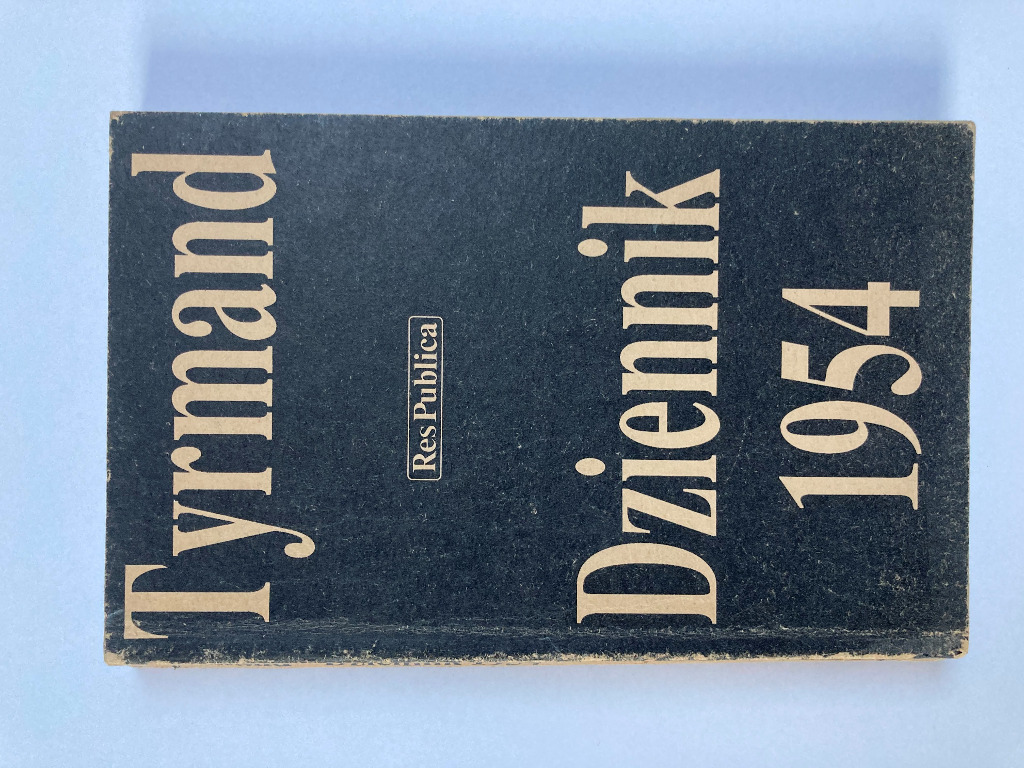 Tyrmand
Res Publica
Dziennik
1954